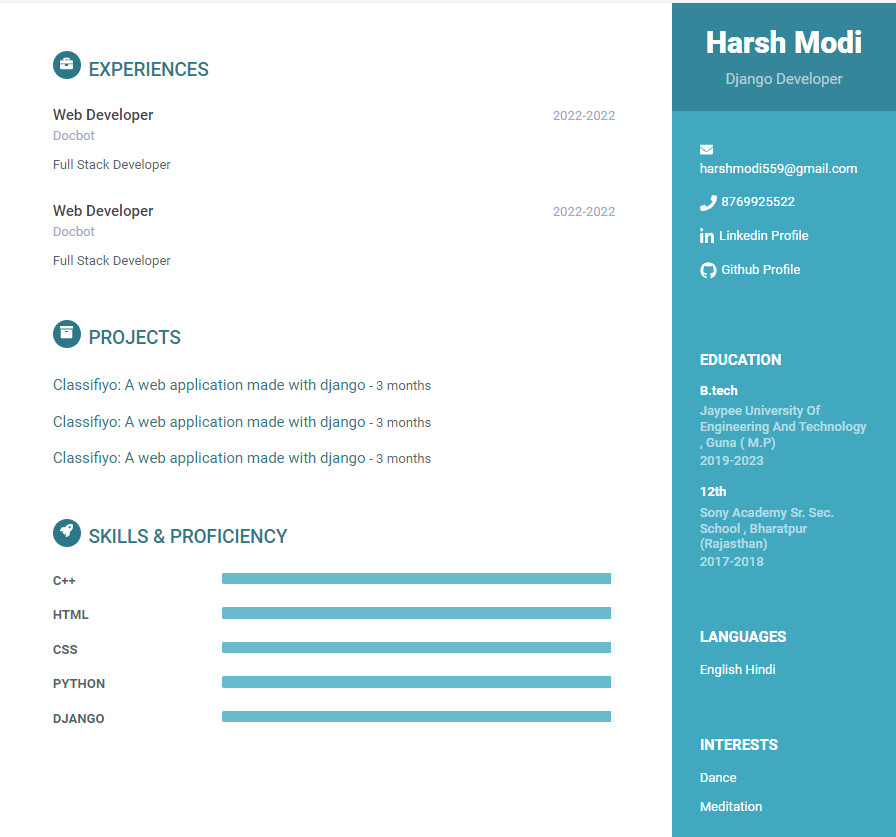 EXPERIENCES
Web Developer 2022-2022
Docbot
Full Stack Developer
Web Developer 2022-2022
Docbot
Full Stack Developer
PROJECTS
Classifiyo: A web application made with django - 3 months
Classifiyo: A web application made with django - 3 months
Classifiyo: A web application made with django - 3 months
SKILLS & PROFICIENCY
C++
HTML
CSS
PYTHON
DJANGO
Harsh Modi
Django Developer
harshmodi559@gmail.com
8769925522
Linkedin Profile
Github Profile
EDUCATION
B.tech
Jaypee University Of
Engineering And Technology
, Guna ( M.P)
2019-2023
12th
Sony Academy Sr. Sec.
School , Bharatpur
(Rajasthan)
2017-2018
LANGUAGES
English Hindi
INTERESTS
Dance
Meditation